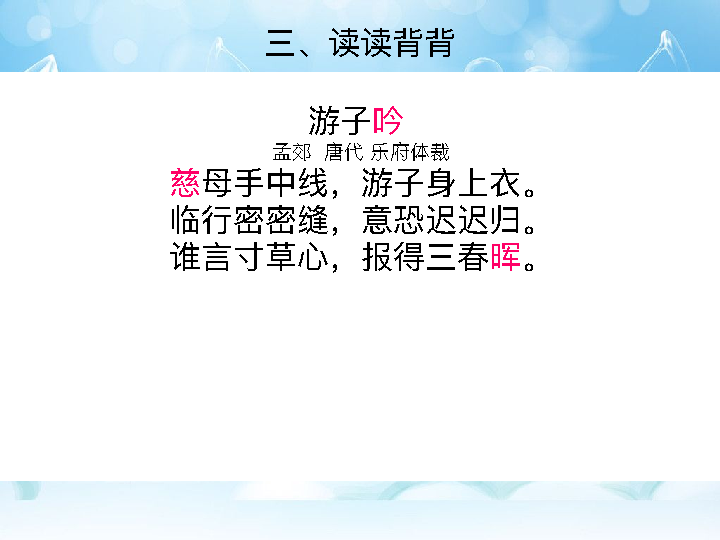 三、读读背背
游子吟
孟郊 唐代 乐府体裁
慈母手中线，游子身上衣。
临行密密缝，意恐迟迟归。
谁言寸草心，报得三春晖。